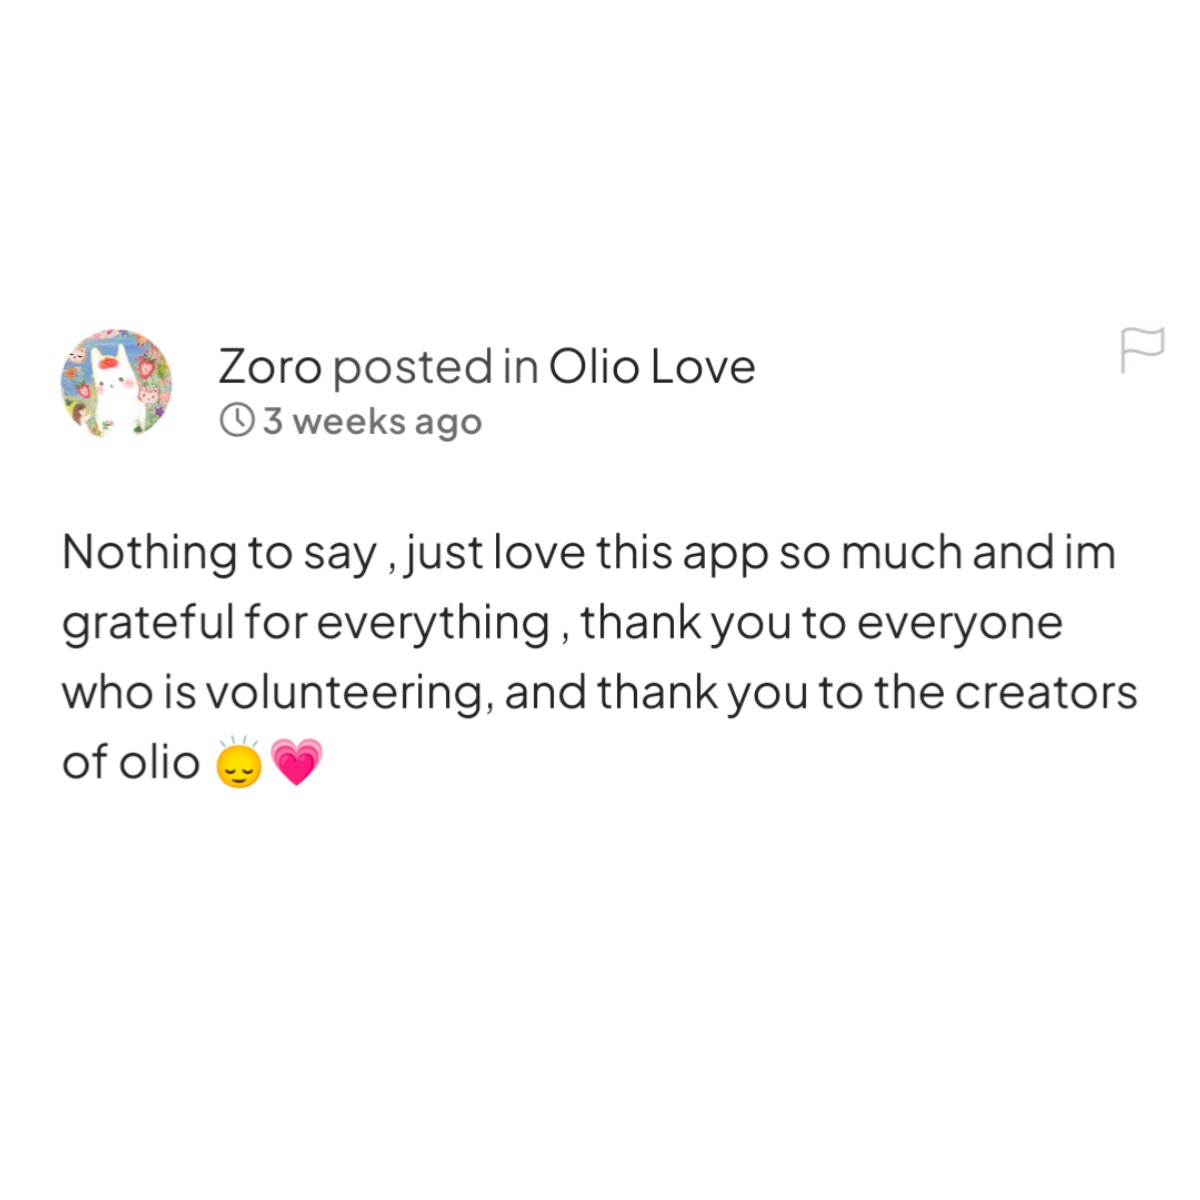 Zoro posted in Olio Love
3 weeks ago
Nothing to say , just love this app so much and im
grateful for everything , thank you to everyone
who is volunteering, and thank you to the creators
of olio 🙂‍↕️💗